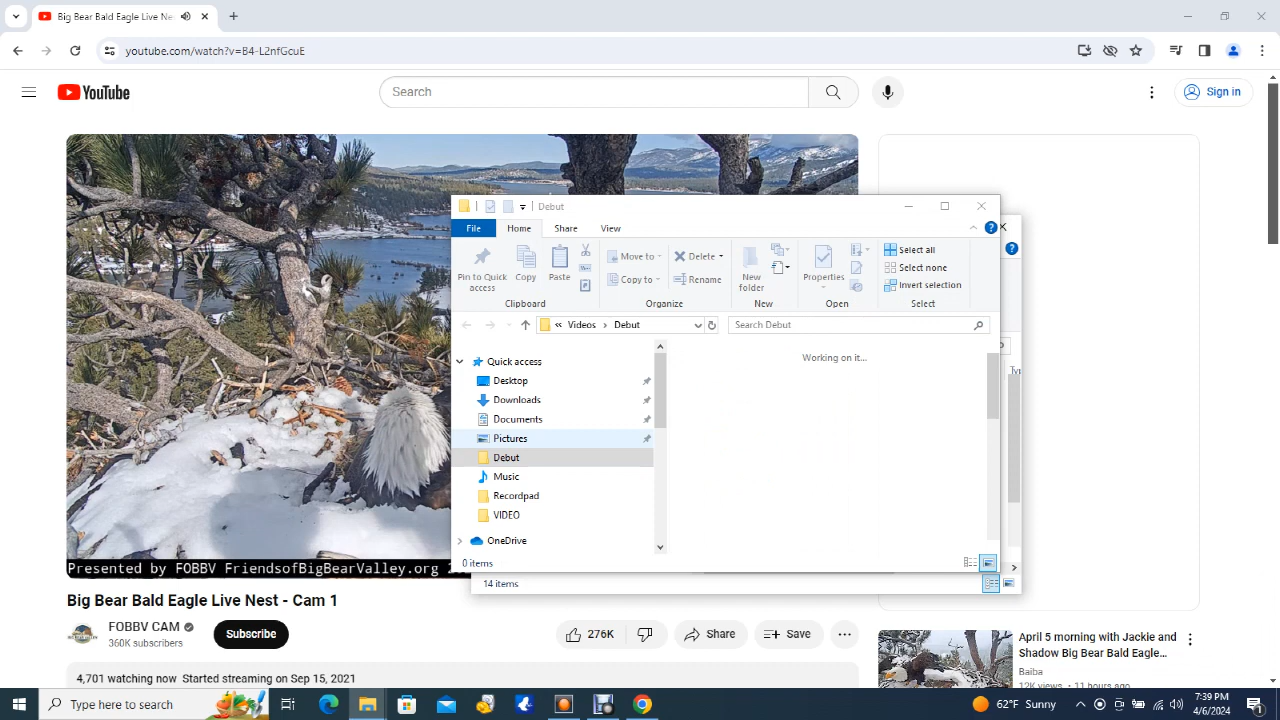 Big Bear Bald Eagle Live Ne
youtube.com/watch?v=B4-L2nfGcuE
YouTube
Search
Sign in
Debut
File
Home
Share
View
Pin to Quick access
Copy
Paste
Move to
Copy to
Delete
Rename
New folder
Properties
Select all
Select none
Invert selection
Clipboard
Organize
New
Open
Select
« Videos > Debut
Search Debut
Quick access
Desktop
Downloads
Documents
Pictures
Debut
Music
Recordpad
VIDEO
OneDrive
Working on it...
0 items
14 items
Presented by FOBBV FriendsofBigBearValley.org 2
Big Bear Bald Eagle Live Nest - Cam 1
FOBBV CAM
360K subscribers
Subscribe
276K
Share
Save
4,701 watching now Started streaming on Sep 15, 2021
April 5 morning with Jackie and
Shadow Big Bear Bald Eagle...
Baiba
12K views • 11 hours ago
Type here to search
62°F Sunny
7:39 PM
4/6/2024